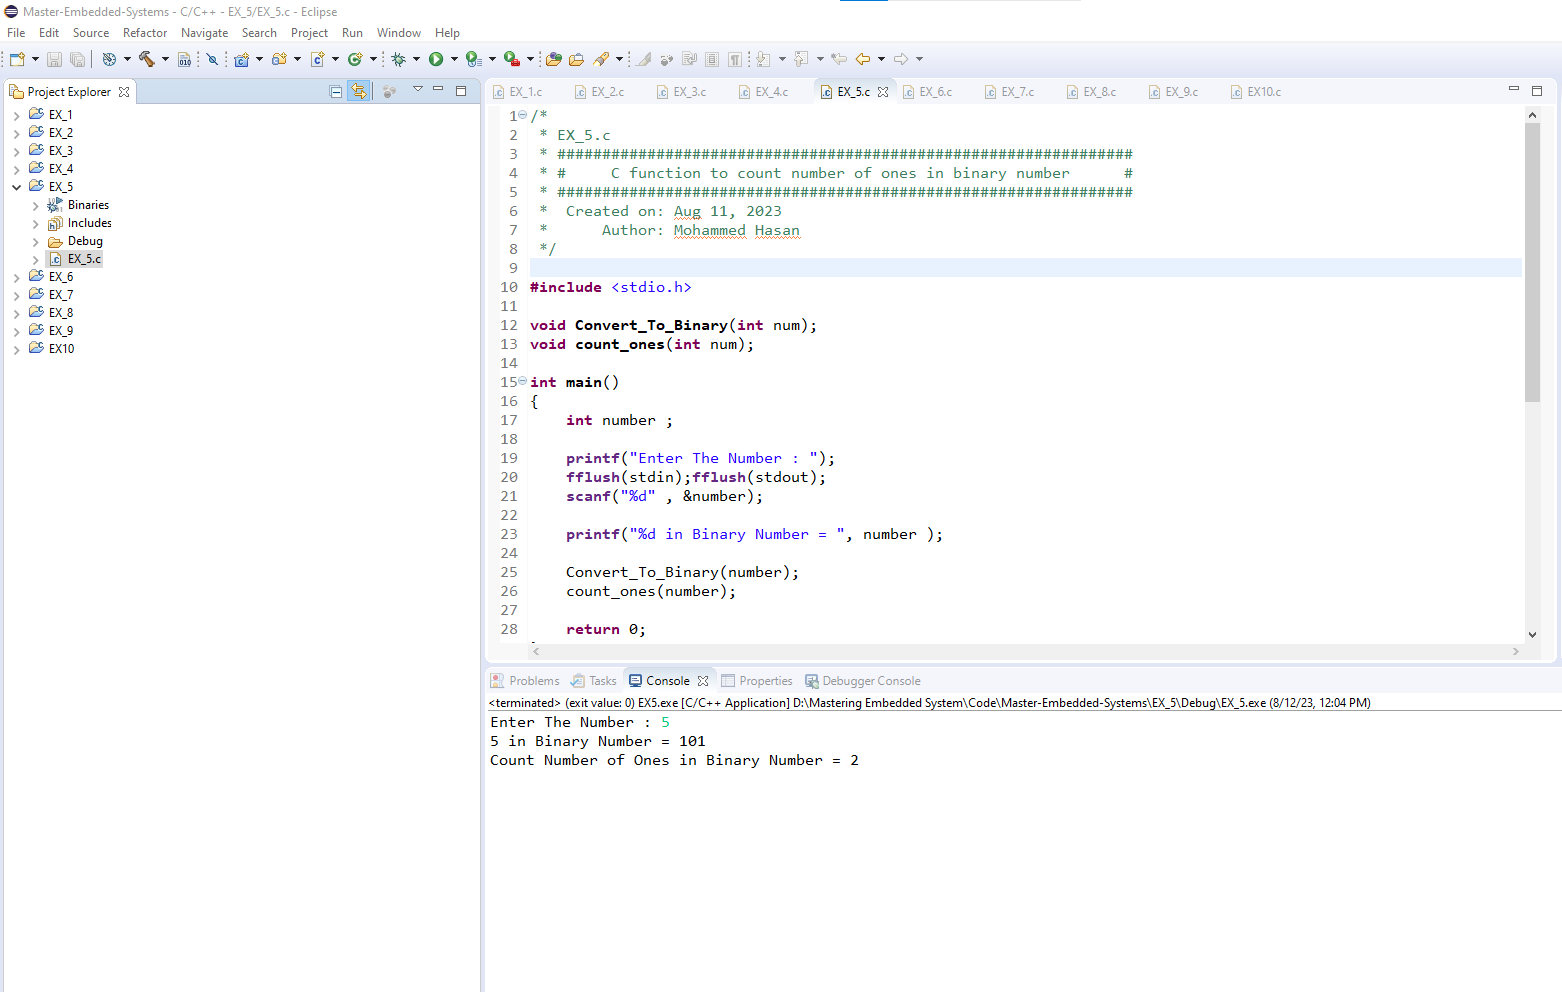 Master-Embedded-Systems - C/C++ - EX_5/EX_5.c - Eclipse
File Edit Source Refactor Navigate Search Project Run Window Help
Project Explorer
EX_1
EX_2
EX_3
EX_4
EX_5
Binaries
Includes
Debug
EX_5.c
EX_6
EX_7
EX_8
EX_9
EX10
EX_1.c EX_2.c EX_3.c EX_4.c EX_5.c EX_6.c EX_7.c EX_8.c EX_9.c EX10.c
1 /*
2  * EX_5.c
3  * ################################################################
4  * #     C function to count number of ones in binary number      #
5  * ################################################################
6  *  Created on: Aug 11, 2023
7  *      Author: Mohammed Hasan
8  */
9
10 #include <stdio.h>
11
12 void Convert_To_Binary(int num);
13 void count_ones(int num);
14
15 int main()
16 {
17     int number ;
18
19     printf("Enter The Number : ");
20     fflush(stdin);fflush(stdout);
21     scanf("%d" , &number);
22
23     printf("%d in Binary Number = ", number );
24
25     Convert_To_Binary(number);
26     count_ones(number);
27
28     return 0;
Problems Tasks Console Properties Debugger Console
<terminated> (exit value: 0) EX5.exe [C/C++ Application] D:\Mastering Embedded System\Code\Master-Embedded-Systems\EX_5\Debug\EX_5.exe (8/12/23, 12:04 PM)
Enter The Number : 5
5 in Binary Number = 101
Count Number of Ones in Binary Number = 2